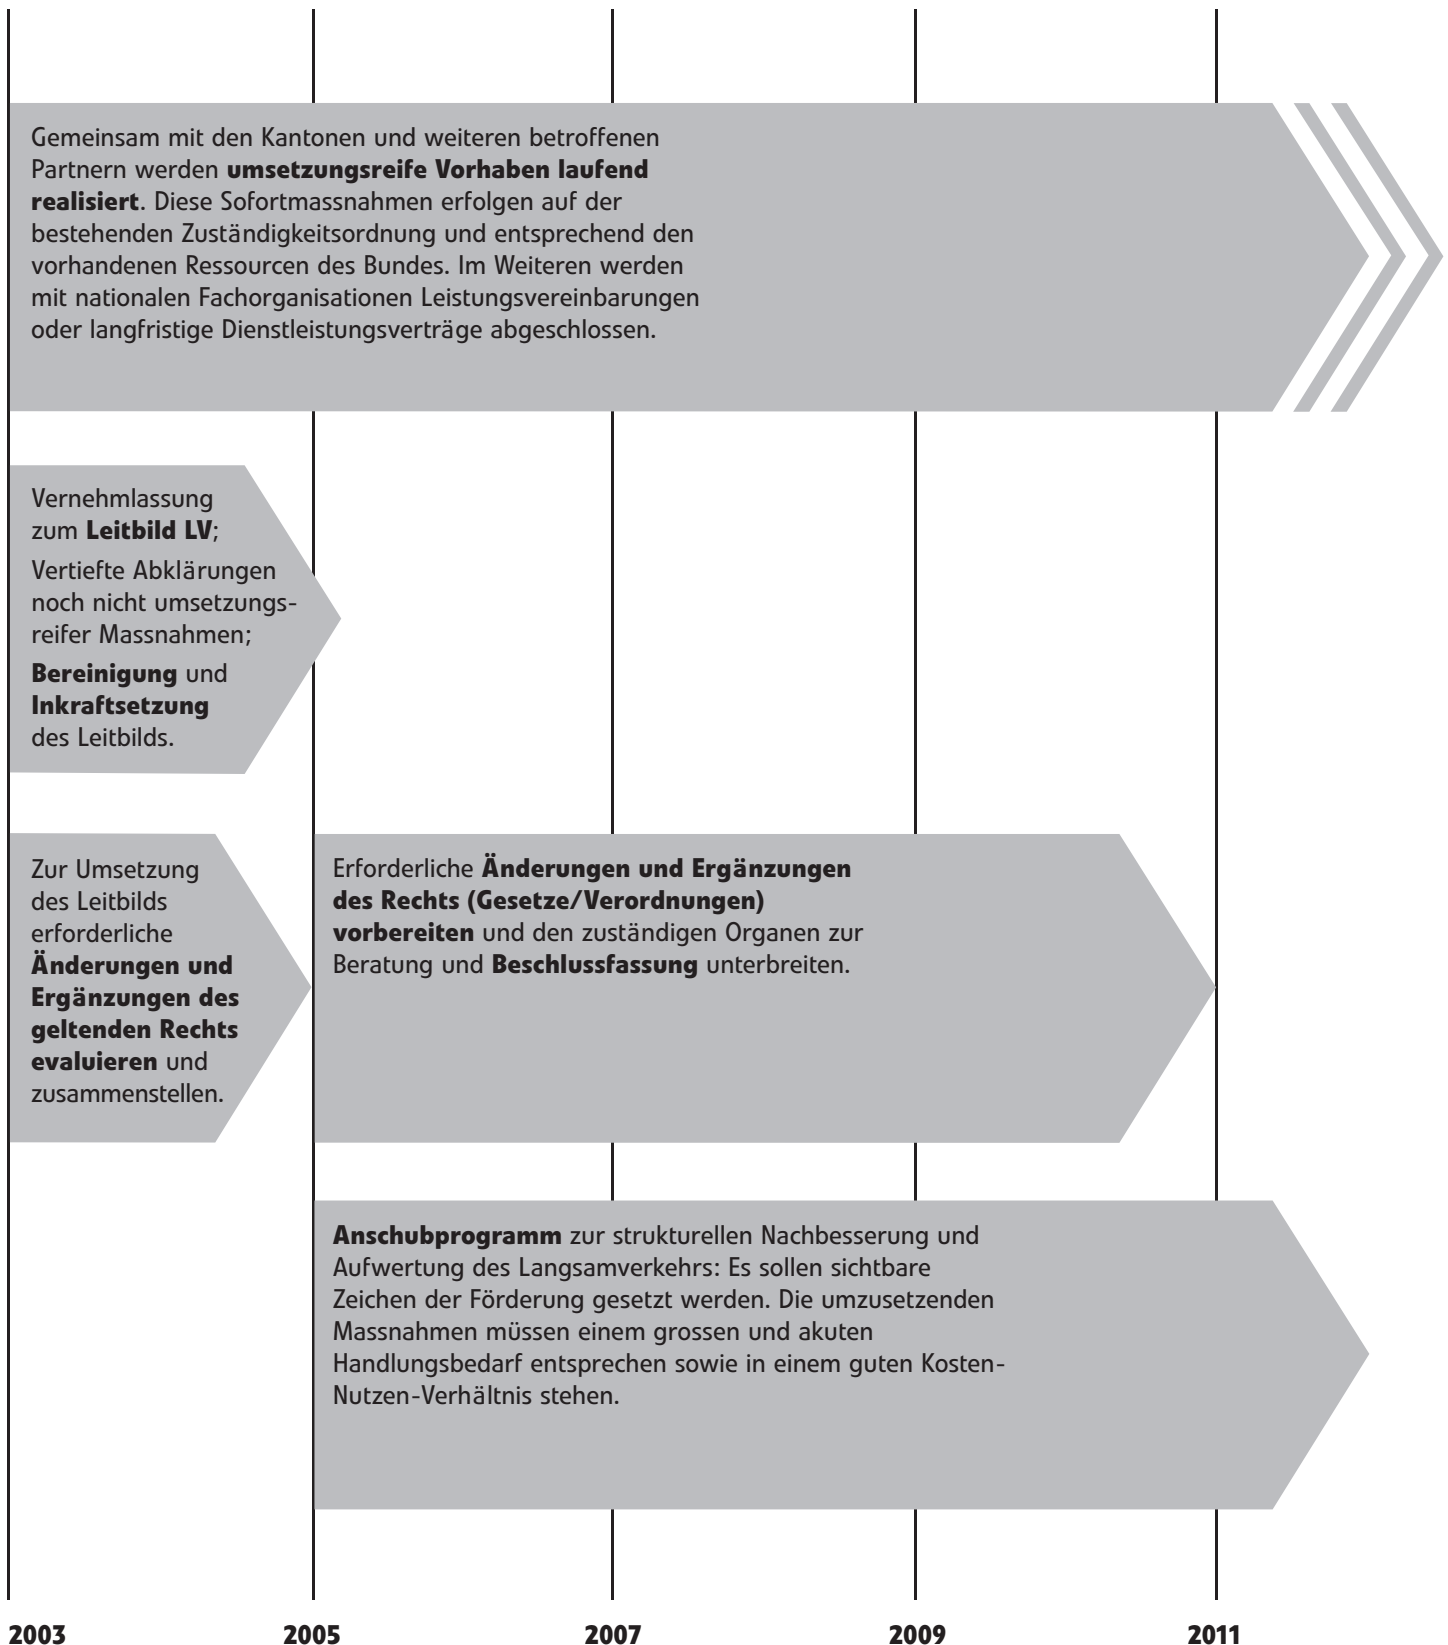 Gemeinsam mit den Kantonen und weiteren betroffenen
Partnern werden umsetzungsreife Vorhaben laufend
realisiert. Diese Sofortmassnahmen erfolgen auf der
bestehenden Zuständigkeitsordnung und entsprechend den
vorhandenen Ressourcen des Bundes. Im Weiteren werden
mit nationalen Fachorganisationen Leistungsvereinbarungen
oder langfristige Dienstleistungsverträge abgeschlossen.
Vernehmlassung
zum Leitbild LV;
Vertiefte Abklärungen
noch nicht umsetzungs-
reifer Massnahmen;
Bereinigung und
Inkraftsetzung
des Leitbilds.
Zur Umsetzung
des Leitbilds
erforderliche
Änderungen und
Ergänzungen des
geltenden Rechts
evaluieren und
zusammenstellen.
Erforderliche Änderungen und Ergänzungen
des Rechts (Gesetze/Verordnungen)
vorbereiten und den zuständigen Organen zur
Beratung und Beschlussfassung unterbreiten.
Anschubprogramm zur strukturellen Nachbesserung und
Aufwertung des Langsamverkehrs: Es sollen sichtbare
Zeichen der Förderung gesetzt werden. Die umzusetzenden
Massnahmen müssen einem grossen und akuten
Handlungsbedarf entsprechen sowie in einem guten Kosten-
Nutzen-Verhältnis stehen.
2003 2005 2007 2009 2011